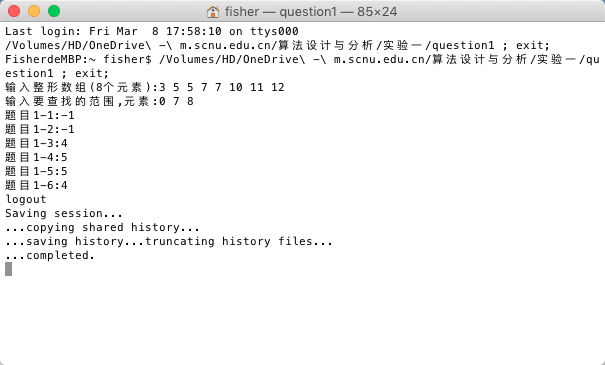 fisher — question1 — 85×24
Last login: Fri Mar  8 17:58:10 on ttys000
/Volumes/HD/OneDrive\ -\ m.scnu.edu.cn/算法设计与分析/实验一/question1 ; exit;
FisherdeMBP:~ fisher$ /Volumes/HD/OneDrive\ -\ m.scnu.edu.cn/算法设计与分析/实验一/qu
estion1 ; exit;
输入整形数组(8个元素):3 5 5 7 7 10 11 12
输入要查找的范围,元素:0 7 8
题目1-1:-1
题目1-2:-1
题目1-3:4
题目1-4:5
题目1-5:5
题目1-6:4
logout
Saving session...
...copying shared history...
...saving history...truncating history files...
...completed.